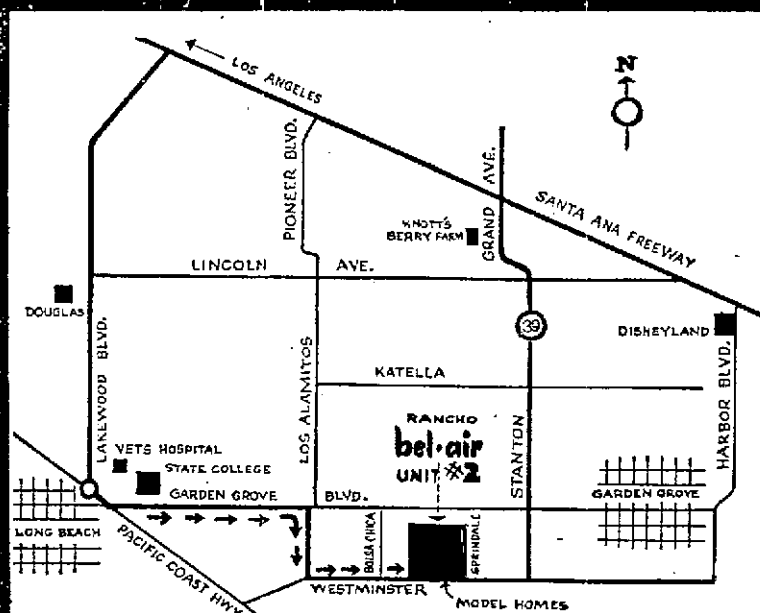 LOS ANGELES
N
PIONEER BLVD.
GRAND AVE.
SANTA ANA FREEWAY
KNOTT'S
BERRY FARM
LINCOLN AVE.
DOUGLAS
39
DISHEYLAND
LAKEWOOD BLVD.
LOS ALAMITOS
KATELLA
HARBOR BLVD.
RANCHO
bel·air
UNIT #2
STANTON
VETS HOSPITAL
STATE COLLEGE
GARDEN GROVE BLVD.
GARDEN GROVE
LONG BEACH
PACIFIC COAST HWY.
BOLSA CHICA
SPRINDALE
WESTMINSTER
MODEL HOMES